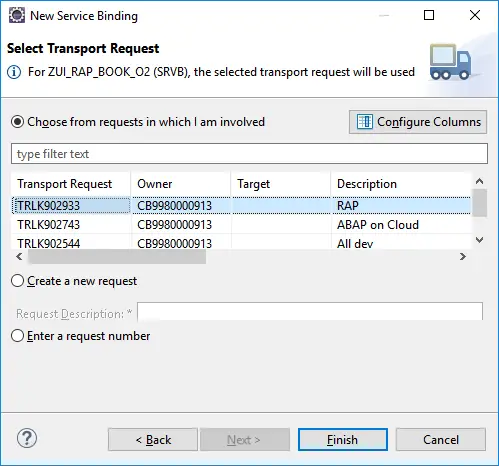 New Service Binding
Select Transport Request
For ZUI_RAP_BOOK_O2 (SRVB), the selected transport request will be used
Choose from requests in which I am involved
Configure Columns
type filter text
Transport Request Owner Target Description
TRLK902933 CB9980000913 RAP
TRLK902743 CB9980000913 ABAP on Cloud
TRLK902544 CB9980000913 All dev
Create a new request
Request Description: *
Enter a request number
? < Back Next > Finish Cancel